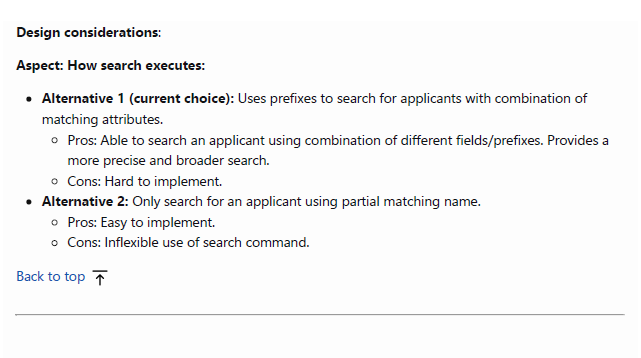 Design considerations:
Aspect: How search executes:
Alternative 1 (current choice): Uses prefixes to search for applicants with combination of
matching attributes.
Pros: Able to search an applicant using combination of different fields/prefixes. Provides a
more precise and broader search.
Cons: Hard to implement.
Alternative 2: Only search for an applicant using partial matching name.
Pros: Easy to implement.
Cons: Inflexible use of search command.
Back to top